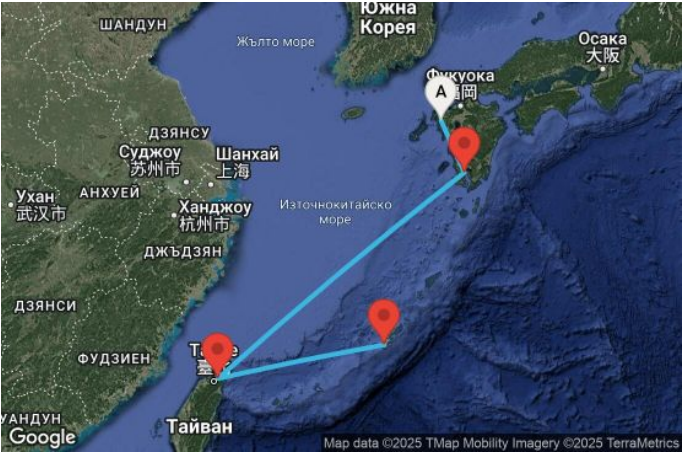 ШАНДУН
Жълто море
Южна
Корея
Осака
大阪
Фукуока
福岡
A
ДЗЯНСУ
Суджоу
苏州市
Шанхай
上海
Ухан
武汉市
АНХУЕЙ
Ханджоу
杭州市
Източнокитайско
море
ДЖЪДЗЯН
ДЗЯНСИ
ФУДЗИЕН
Тайван
УАНДУН
Google
Map data ©2025 TMap Mobility Imagery ©2025 TerraMetrics